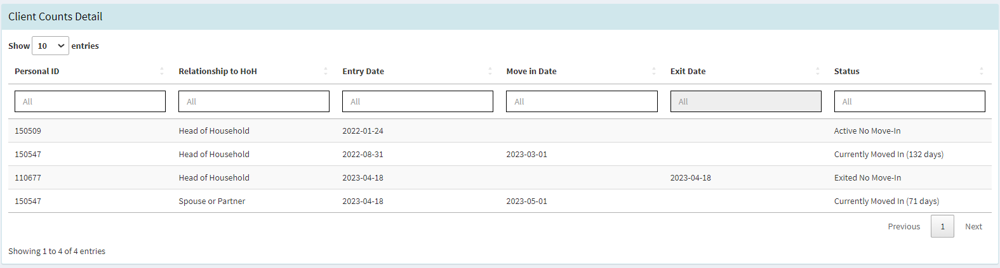 Client Counts Detail
Show 10 entries
Personal ID Relationship to HoH Entry Date Move in Date Exit Date Status
All All All All All All
150509 Head of Household 2022-01-24 Active No Move-In
150547 Head of Household 2022-08-31 2023-03-01 Currently Moved In (132 days)
110677 Head of Household 2023-04-18 2023-04-18 Exited No Move-In
150547 Spouse or Partner 2023-04-18 2023-05-01 Currently Moved In (71 days)
Previous 1 Next
Showing 1 to 4 of 4 entries